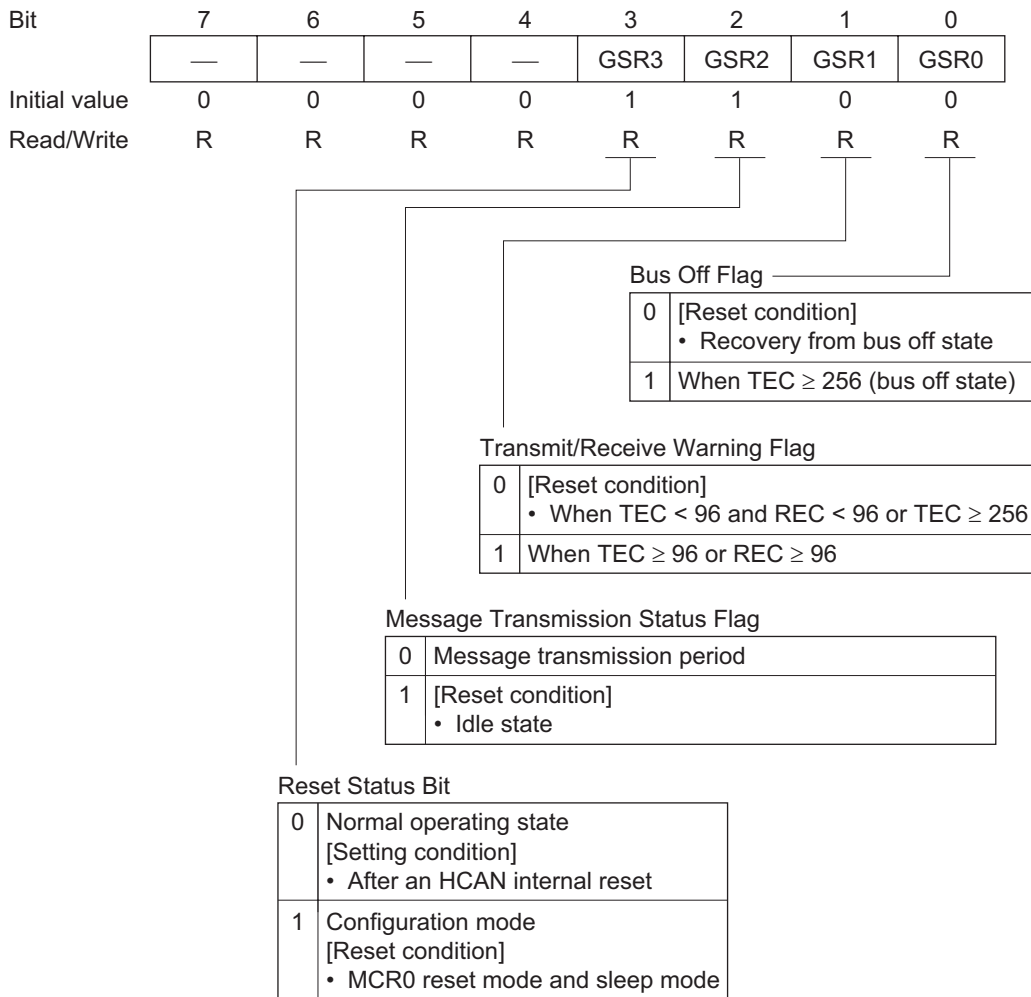 Bit 7 6 5 4 3 2 1 0
— — — — GSR3 GSR2 GSR1 GSR0
Initial value 0 0 0 0 1 1 0 0
Read/Write R R R R R R R R
Bus Off Flag
0 [Reset condition]
• Recovery from bus off state
1 When TEC ≥ 256 (bus off state)
Transmit/Receive Warning Flag
0 [Reset condition]
• When TEC < 96 and REC < 96 or TEC ≥ 256
1 When TEC ≥ 96 or REC ≥ 96
Message Transmission Status Flag
0 Message transmission period
1 [Reset condition]
• Idle state
Reset Status Bit
0 Normal operating state
[Setting condition]
• After an HCAN internal reset
1 Configuration mode
[Reset condition]
• MCR0 reset mode and sleep mode